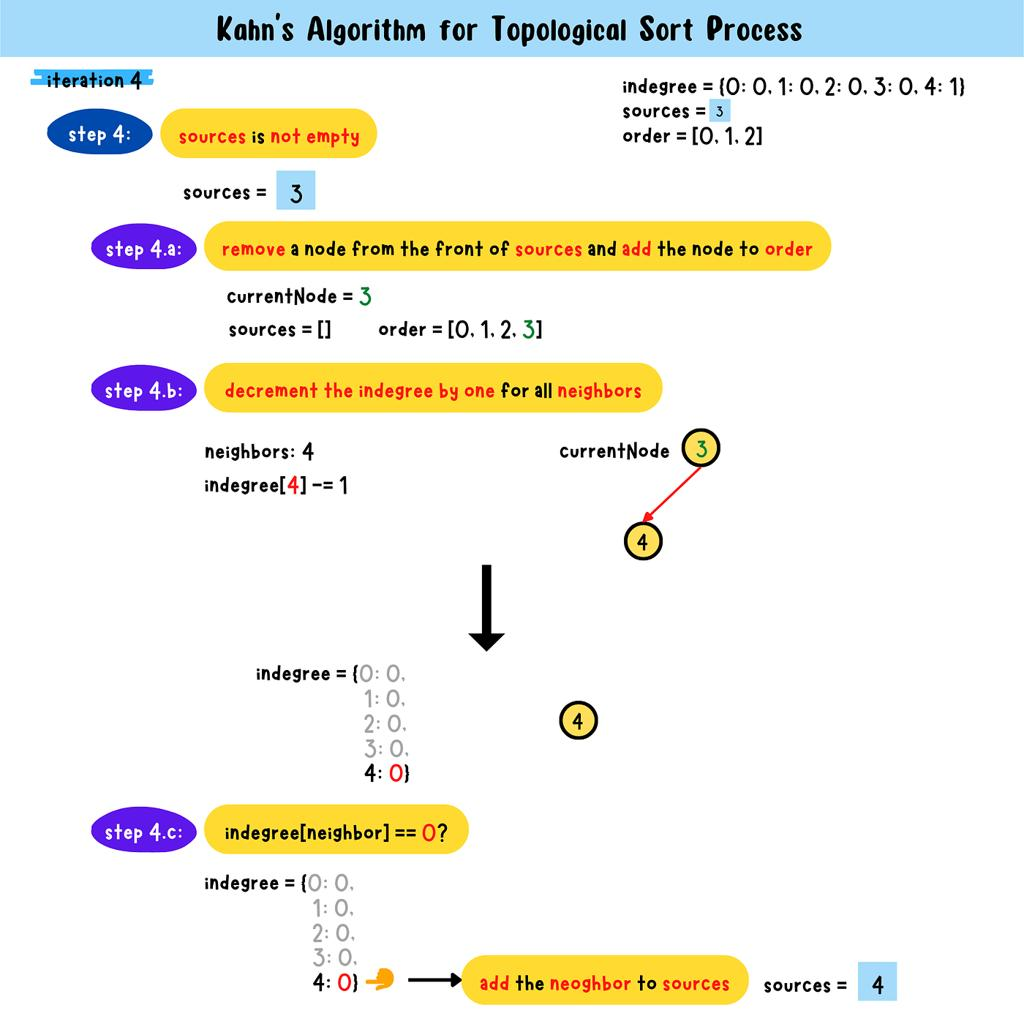 Kahn's Algorithm for Topological Sort Process
iteration 4
indegree = {0: 0, 1: 0, 2: 0, 3: 0, 4: 1}
sources = 3
order = [0, 1, 2]
step 4: sources is not empty
sources = 3
step 4.a: remove a node from the front of sources and add the node to order
currentNode = 3
sources = [] order = [0, 1, 2, 3]
step 4.b: decrement the indegree by one for all neighbors
neighbors: 4
indegree[4] -= 1
currentNode 3
4
indegree = {0: 0,
1: 0,
2: 0,
3: 0,
4: 0}
4
step 4.c: indegree[neighbor] == 0?
indegree = {0: 0,
1: 0,
2: 0,
3: 0,
4: 0}
add the neoghbor to sources
sources = 4